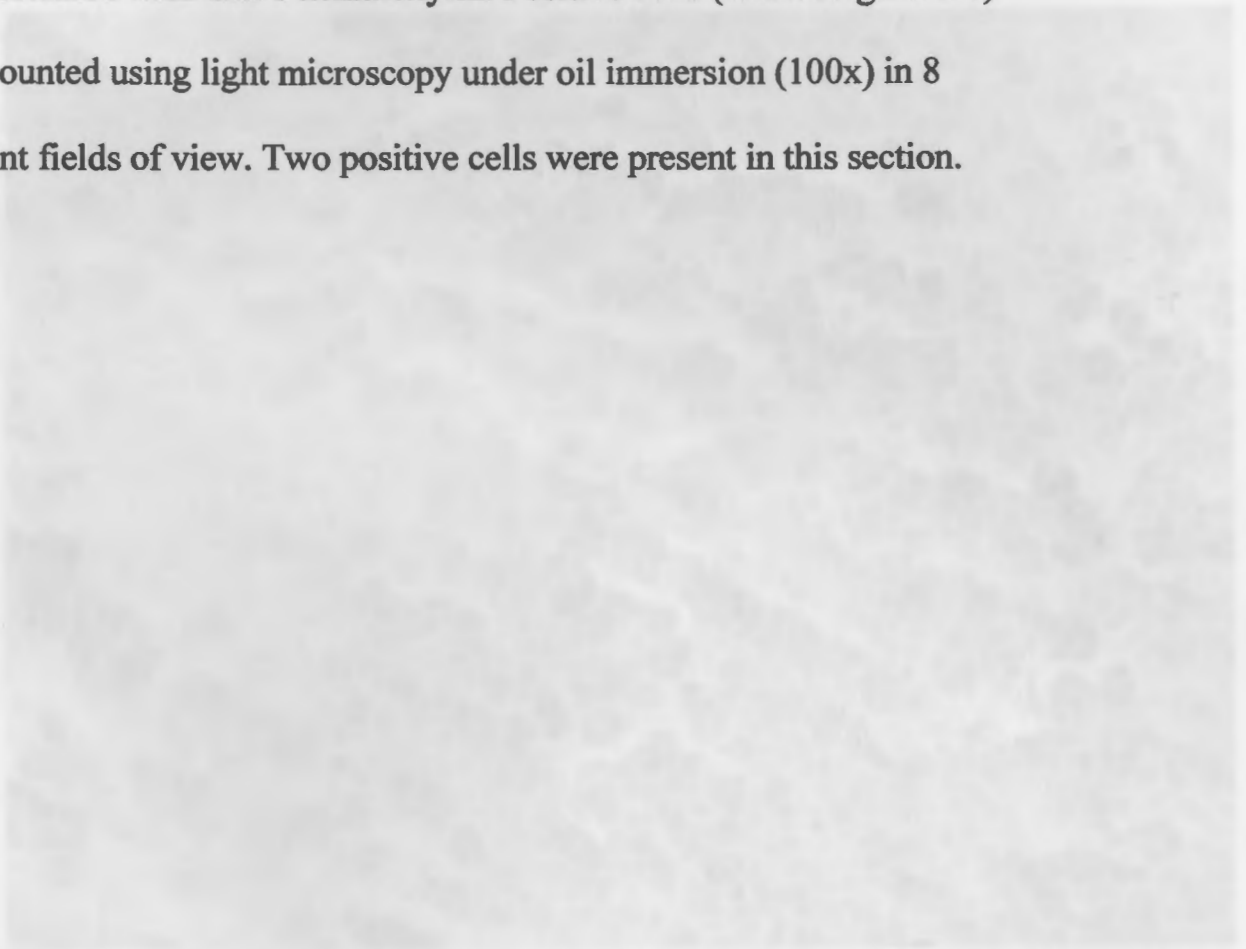 ounted using light microscopy under oil immersion (100x) in 8
nt fields of view. Two positive cells were present in this section.